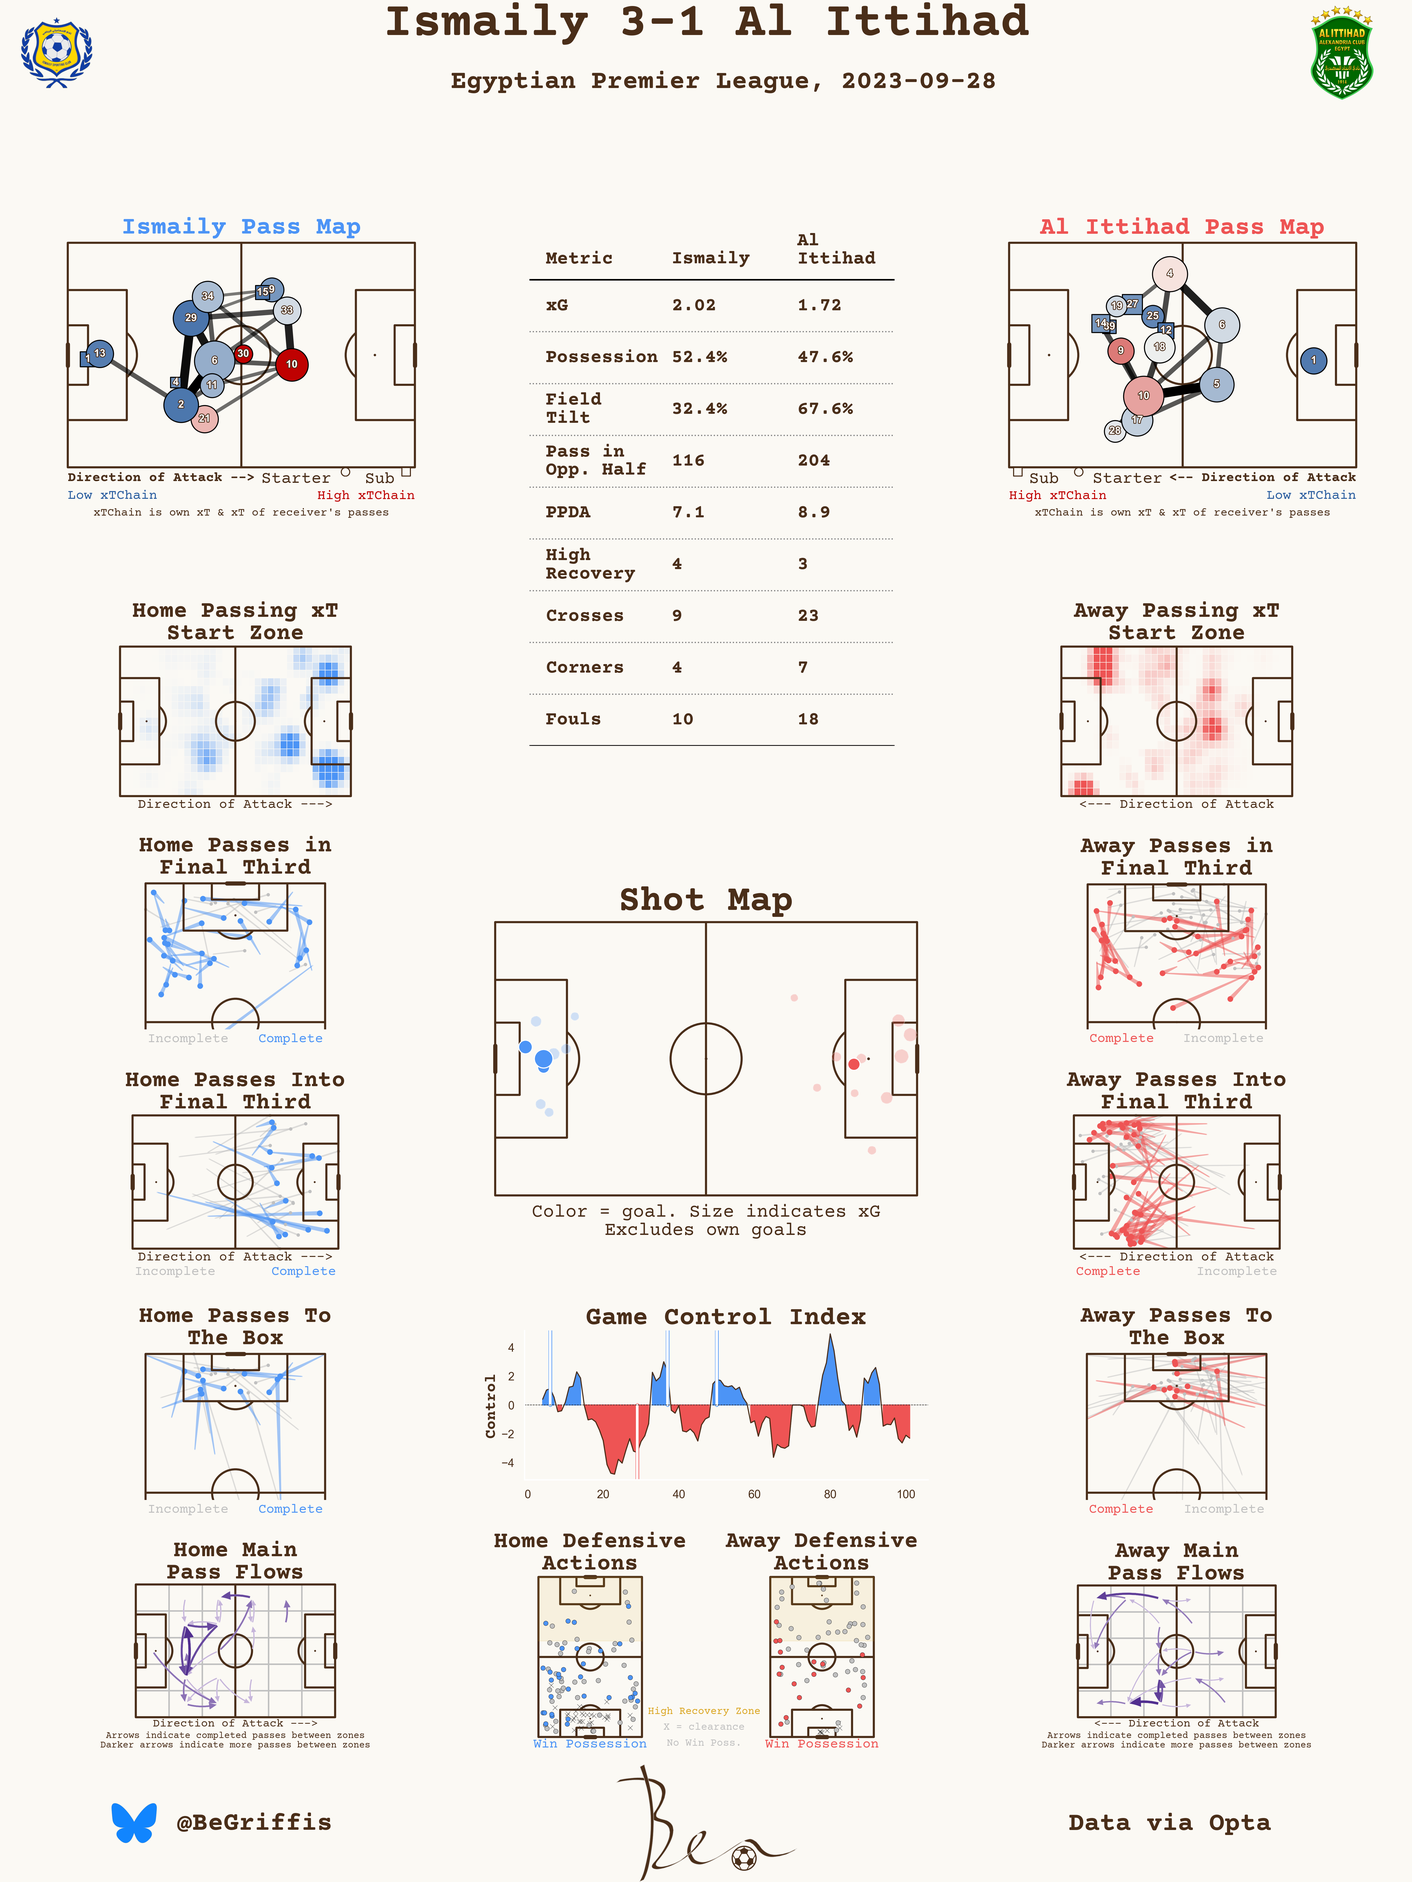 Ismaily 3-1 Al Ittihad
Egyptian Premier League, 2023-09-28
ALITTIHAD
ALEXANDRIA CLUB
EGYPT
Ismaily Pass Map
34
15
9
29
33
13
6
30
10
4
11
2
21
Direction of Attack --> Starter Sub
Low xTChain High xTChain
xTChain is own xT & xT of receiver's passes
Metric Ismaily Al Ittihad
xG 2.02 1.72
Possession 52.4% 47.6%
Field Tilt 32.4% 67.6%
Pass in Opp. Half 116 204
PPDA 7.1 8.9
High Recovery 4 3
Crosses 9 23
Corners 4 7
Fouls 10 18
Al Ittihad Pass Map
4
19
27
25
14
12
6
9
18
1
10
5
17
28
Sub Starter <-- Direction of Attack
High xTChain Low xTChain
xTChain is own xT & xT of receiver's passes
Home Passing xT
Start Zone
Direction of Attack --->
Away Passing xT
Start Zone
<--- Direction of Attack
Home Passes in
Final Third
Incomplete Complete
Away Passes in
Final Third
Complete Incomplete
Shot Map
Color = goal. Size indicates xG
Excludes own goals
Home Passes Into
Final Third
Direction of Attack --->
Incomplete Complete
Away Passes Into
Final Third
<--- Direction of Attack
Complete Incomplete
Home Passes To
The Box
Incomplete Complete
Game Control Index
Control
4
2
0
−2
−4
0 20 40 60 80 100
Away Passes To
The Box
Complete Incomplete
Home Main
Pass Flows
Direction of Attack --->
Arrows indicate completed passes between zones
Darker arrows indicate more passes between zones
Home Defensive
Actions
Win Possession
High Recovery Zone
X = clearance
No Win Poss.
Away Defensive
Actions
Win Possession
Away Main
Pass Flows
<--- Direction of Attack
Arrows indicate completed passes between zones
Darker arrows indicate more passes between zones
@BeGriffis
Ben
Data via Opta